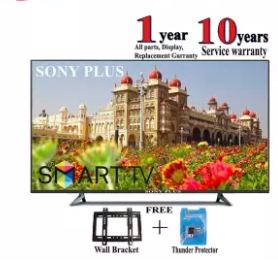 1 year 10 years
All parts, Display,
Replacement Garranty Service warranty
SONY PLUS
SMART TV
SONY PLUS
FREE
+
Wall Bracket Thunder Protector